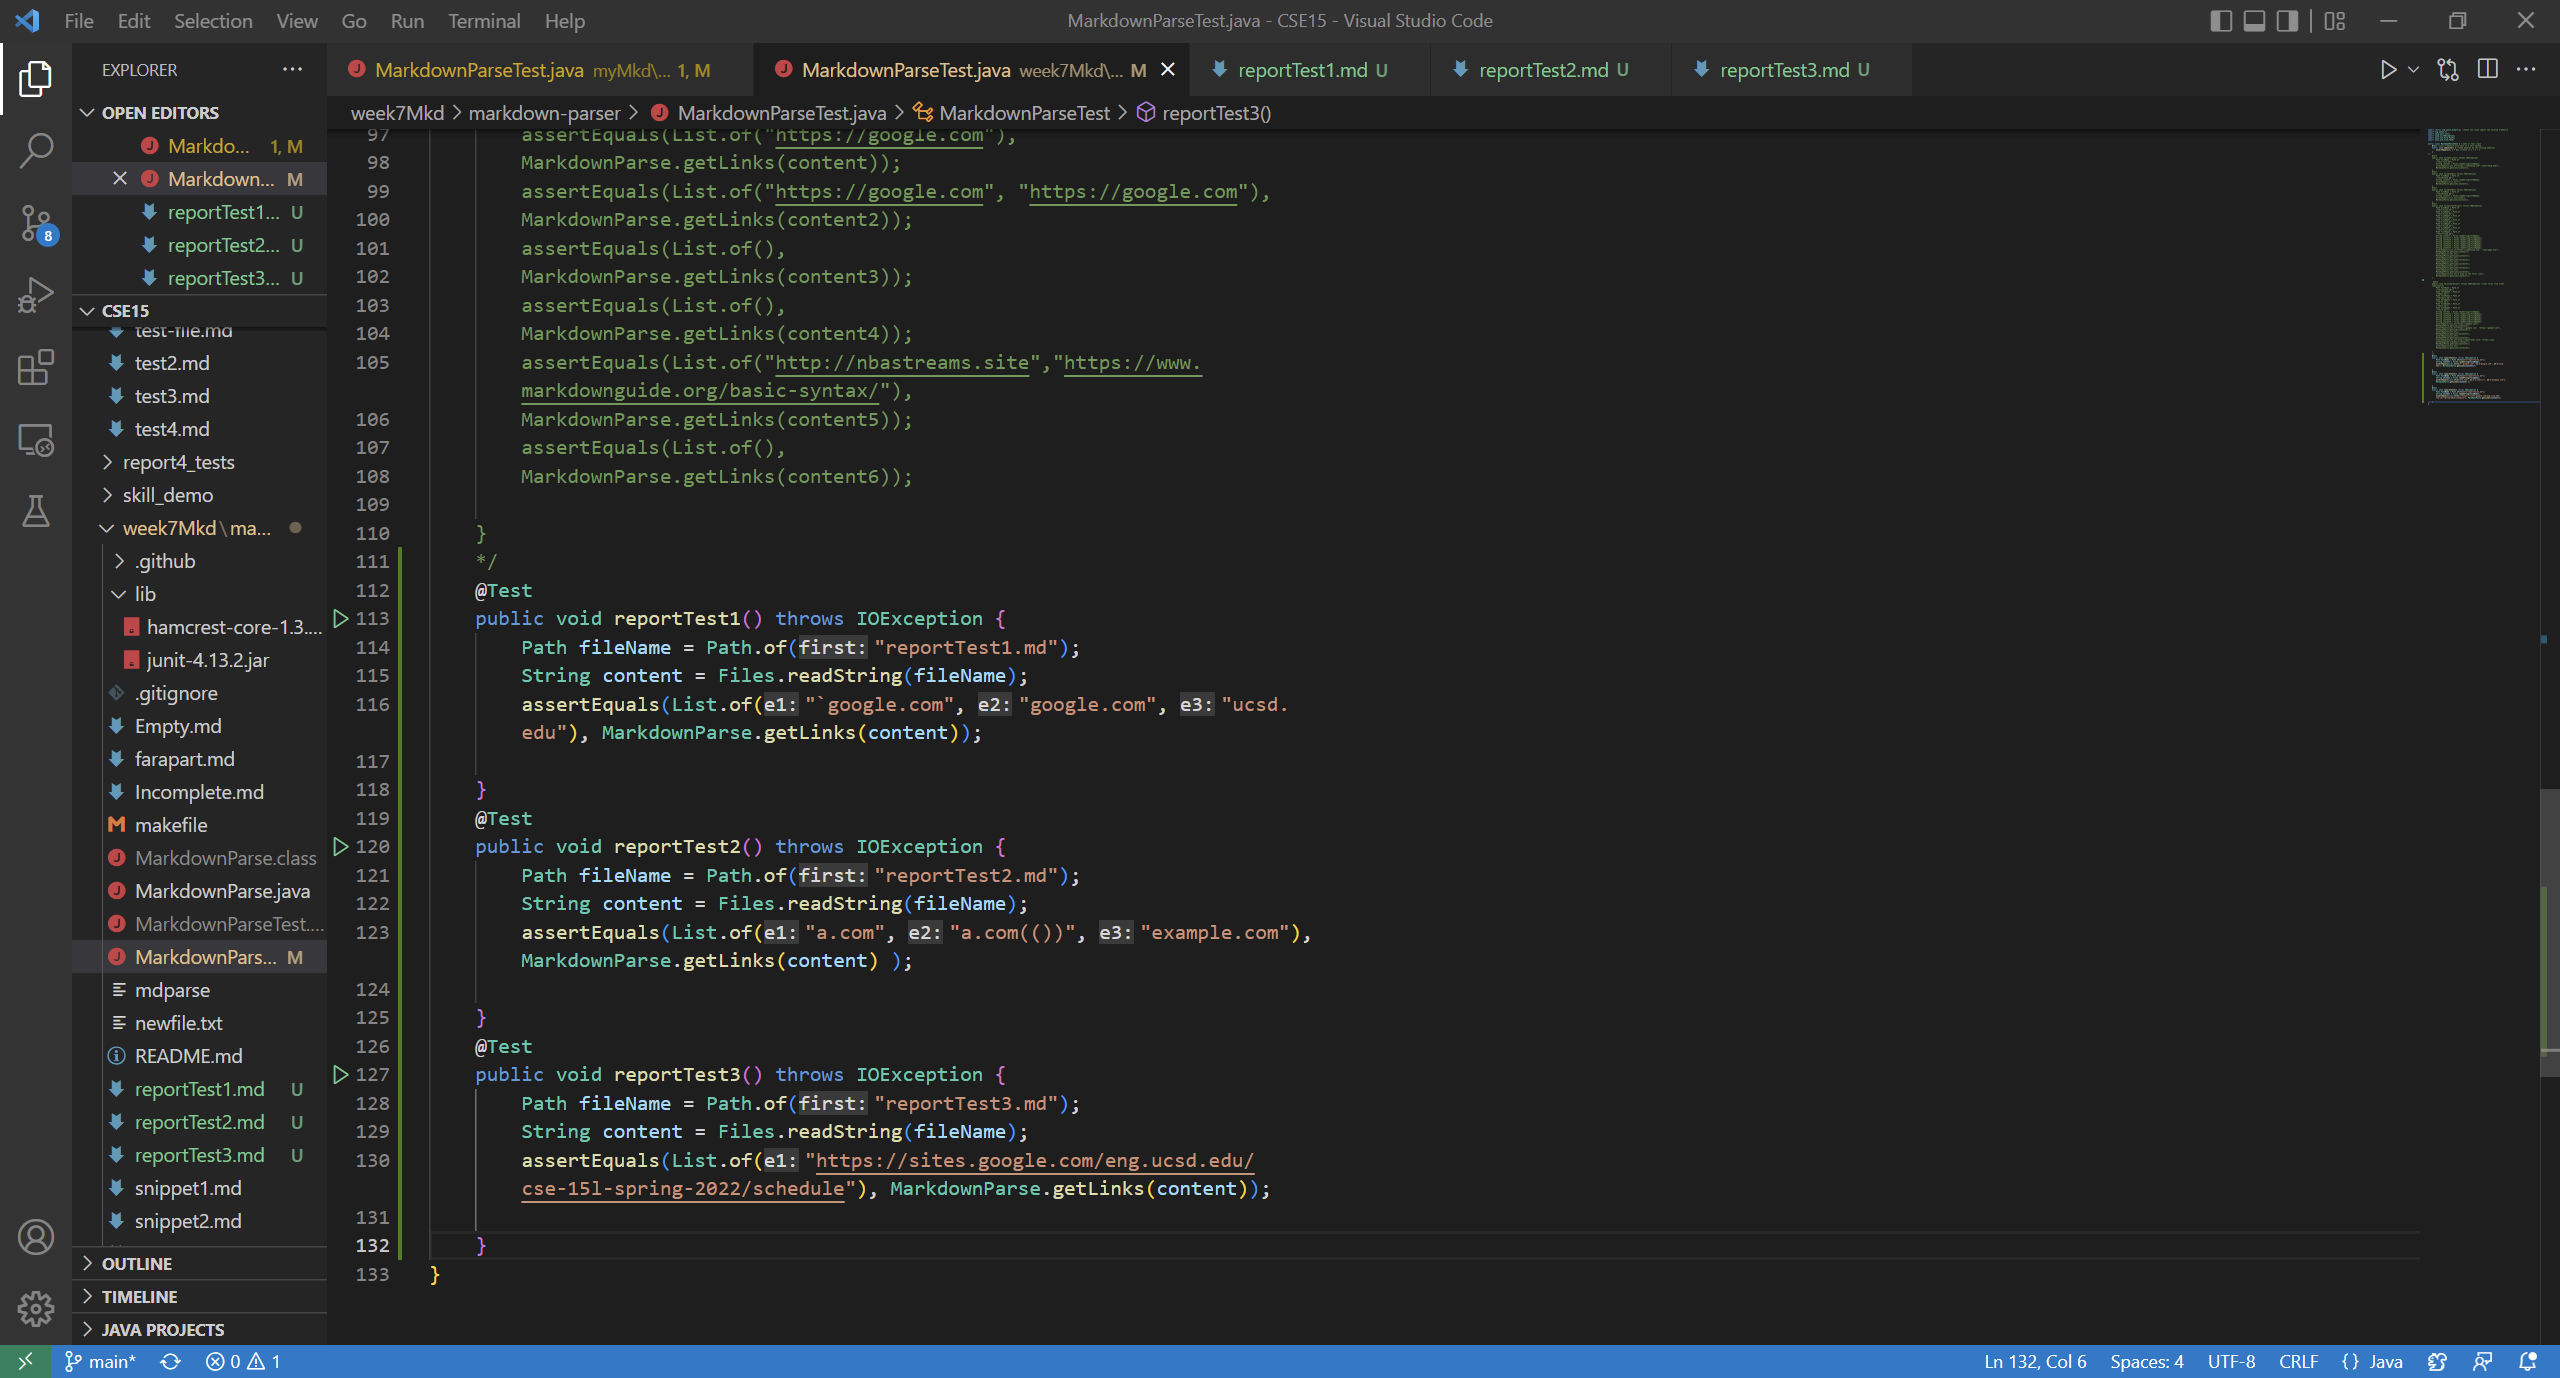 File Edit Selection View Go Run Terminal Help
MarkdownParseTest.java - CSE15 - Visual Studio Code
EXPLORER
OPEN EDITORS
Markdo... 1, M
Markdown... M
reportTest1... U
reportTest2... U
reportTest3... U
CSE15
test-file.md
test2.md
test3.md
test4.md
report4_tests
skill_demo
week7Mkd\ma...
.github
lib
hamcrest-core-1.3....
junit-4.13.2.jar
.gitignore
Empty.md
farapart.md
Incomplete.md
makefile
MarkdownParse.class
MarkdownParse.java
MarkdownParseTest....
MarkdownPars... M
mdparse
newfile.txt
README.md
reportTest1.md U
reportTest2.md U
reportTest3.md U
snippet1.md
snippet2.md
OUTLINE
TIMELINE
JAVA PROJECTS
8
MarkdownParseTest.java myMkd\... 1, M
MarkdownParseTest.java week7Mkd\... M
reportTest1.md U
reportTest2.md U
reportTest3.md U
week7Mkd > markdown-parser > MarkdownParseTest.java > MarkdownParseTest > reportTest3()
97 assertEquals(List.of("https://google.com"),
98 MarkdownParse.getLinks(content));
99 assertEquals(List.of("https://google.com", "https://google.com"),
100 MarkdownParse.getLinks(content2));
101 assertEquals(List.of(),
102 MarkdownParse.getLinks(content3));
103 assertEquals(List.of(),
104 MarkdownParse.getLinks(content4));
105 assertEquals(List.of("http://nbastreams.site","https://www.
markdownguide.org/basic-syntax/"),
106 MarkdownParse.getLinks(content5));
107 assertEquals(List.of(),
108 MarkdownParse.getLinks(content6));
109
110 }
111 */
112 @Test
113 public void reportTest1() throws IOException {
114 Path fileName = Path.of(first: "reportTest1.md");
115 String content = Files.readString(fileName);
116 assertEquals(List.of(e1: "`google.com", e2: "google.com", e3: "ucsd.
edu"), MarkdownParse.getLinks(content));
117
118 }
119 @Test
120 public void reportTest2() throws IOException {
121 Path fileName = Path.of(first: "reportTest2.md");
122 String content = Files.readString(fileName);
123 assertEquals(List.of(e1: "a.com", e2: "a.com(())", e3: "example.com"),
MarkdownParse.getLinks(content) );
124
125 }
126 @Test
127 public void reportTest3() throws IOException {
128 Path fileName = Path.of(first: "reportTest3.md");
129 String content = Files.readString(fileName);
130 assertEquals(List.of(e1: "https://sites.google.com/eng.ucsd.edu/
cse-15l-spring-2022/schedule"), MarkdownParse.getLinks(content));
131
132 }
133 }
main* 0 1
Ln 132, Col 6 Spaces: 4 UTF-8 CRLF {} Java